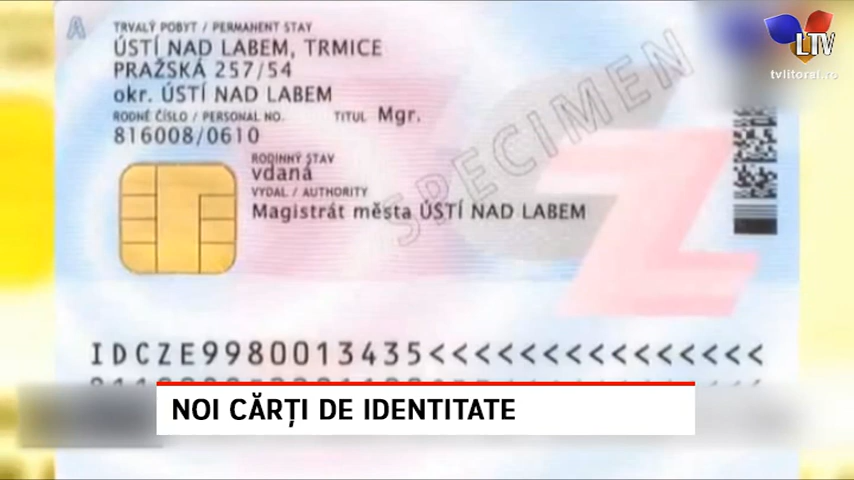 A
TRVALÝ POBYT / PERMANENT STAY
ÚSTÍ NAD LABEM, TRMICE
PRAŽSKÁ 257/54
okr. ÚSTÍ NAD LABEM
RODNÉ ČÍSLO / PERSONAL NO.
TITUL Mgr.
816008/0610
RODINNÝ STAV
vdaná
VYDAL / AUTHORITY
Magistrát města ÚSTÍ NAD LABEM
SPECIMEN
CZ
IDCZE9980013435<<<<<<<<<<<<<<<
NOI CĂRȚI DE IDENTITATE
LTV
tvlitoral.ro